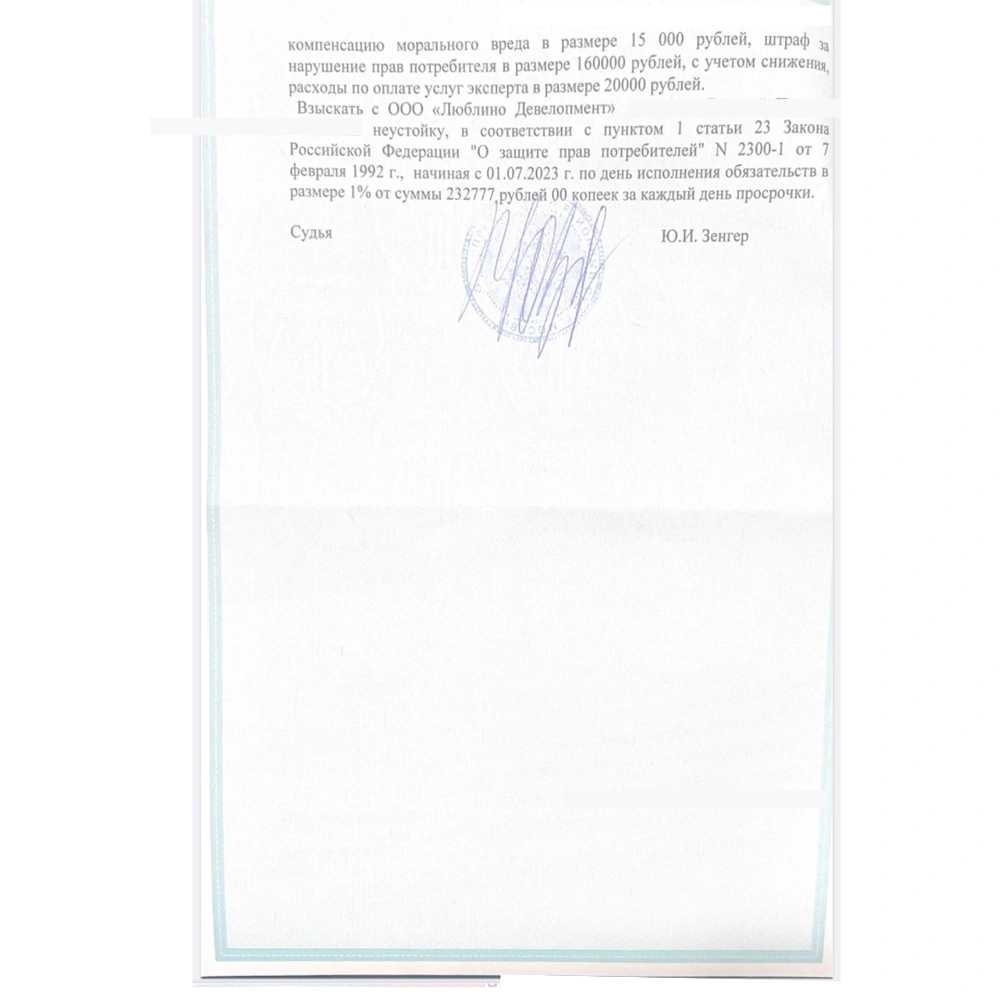 компенсацию морального вреда в размере 15 000 рублей, штраф за
нарушение прав потребителя в размере 160000 рублей, с учетом снижения,
расходы по оплате услуг эксперта в размере 20000 рублей.
Взыскать с ООО «Люблино Девелопмент»
неустойку, в соответствии с пунктом 1 статьи 23 Закона
Российской Федерации "О защите прав потребителей" N 2300-1 от 7
февраля 1992 г., начиная с 01.07.2023 г. по день исполнения обязательств в
размере 1% от суммы 232777,рублей 00 копеек за каждый день просрочки.
Судья Ю.И. Зенгер